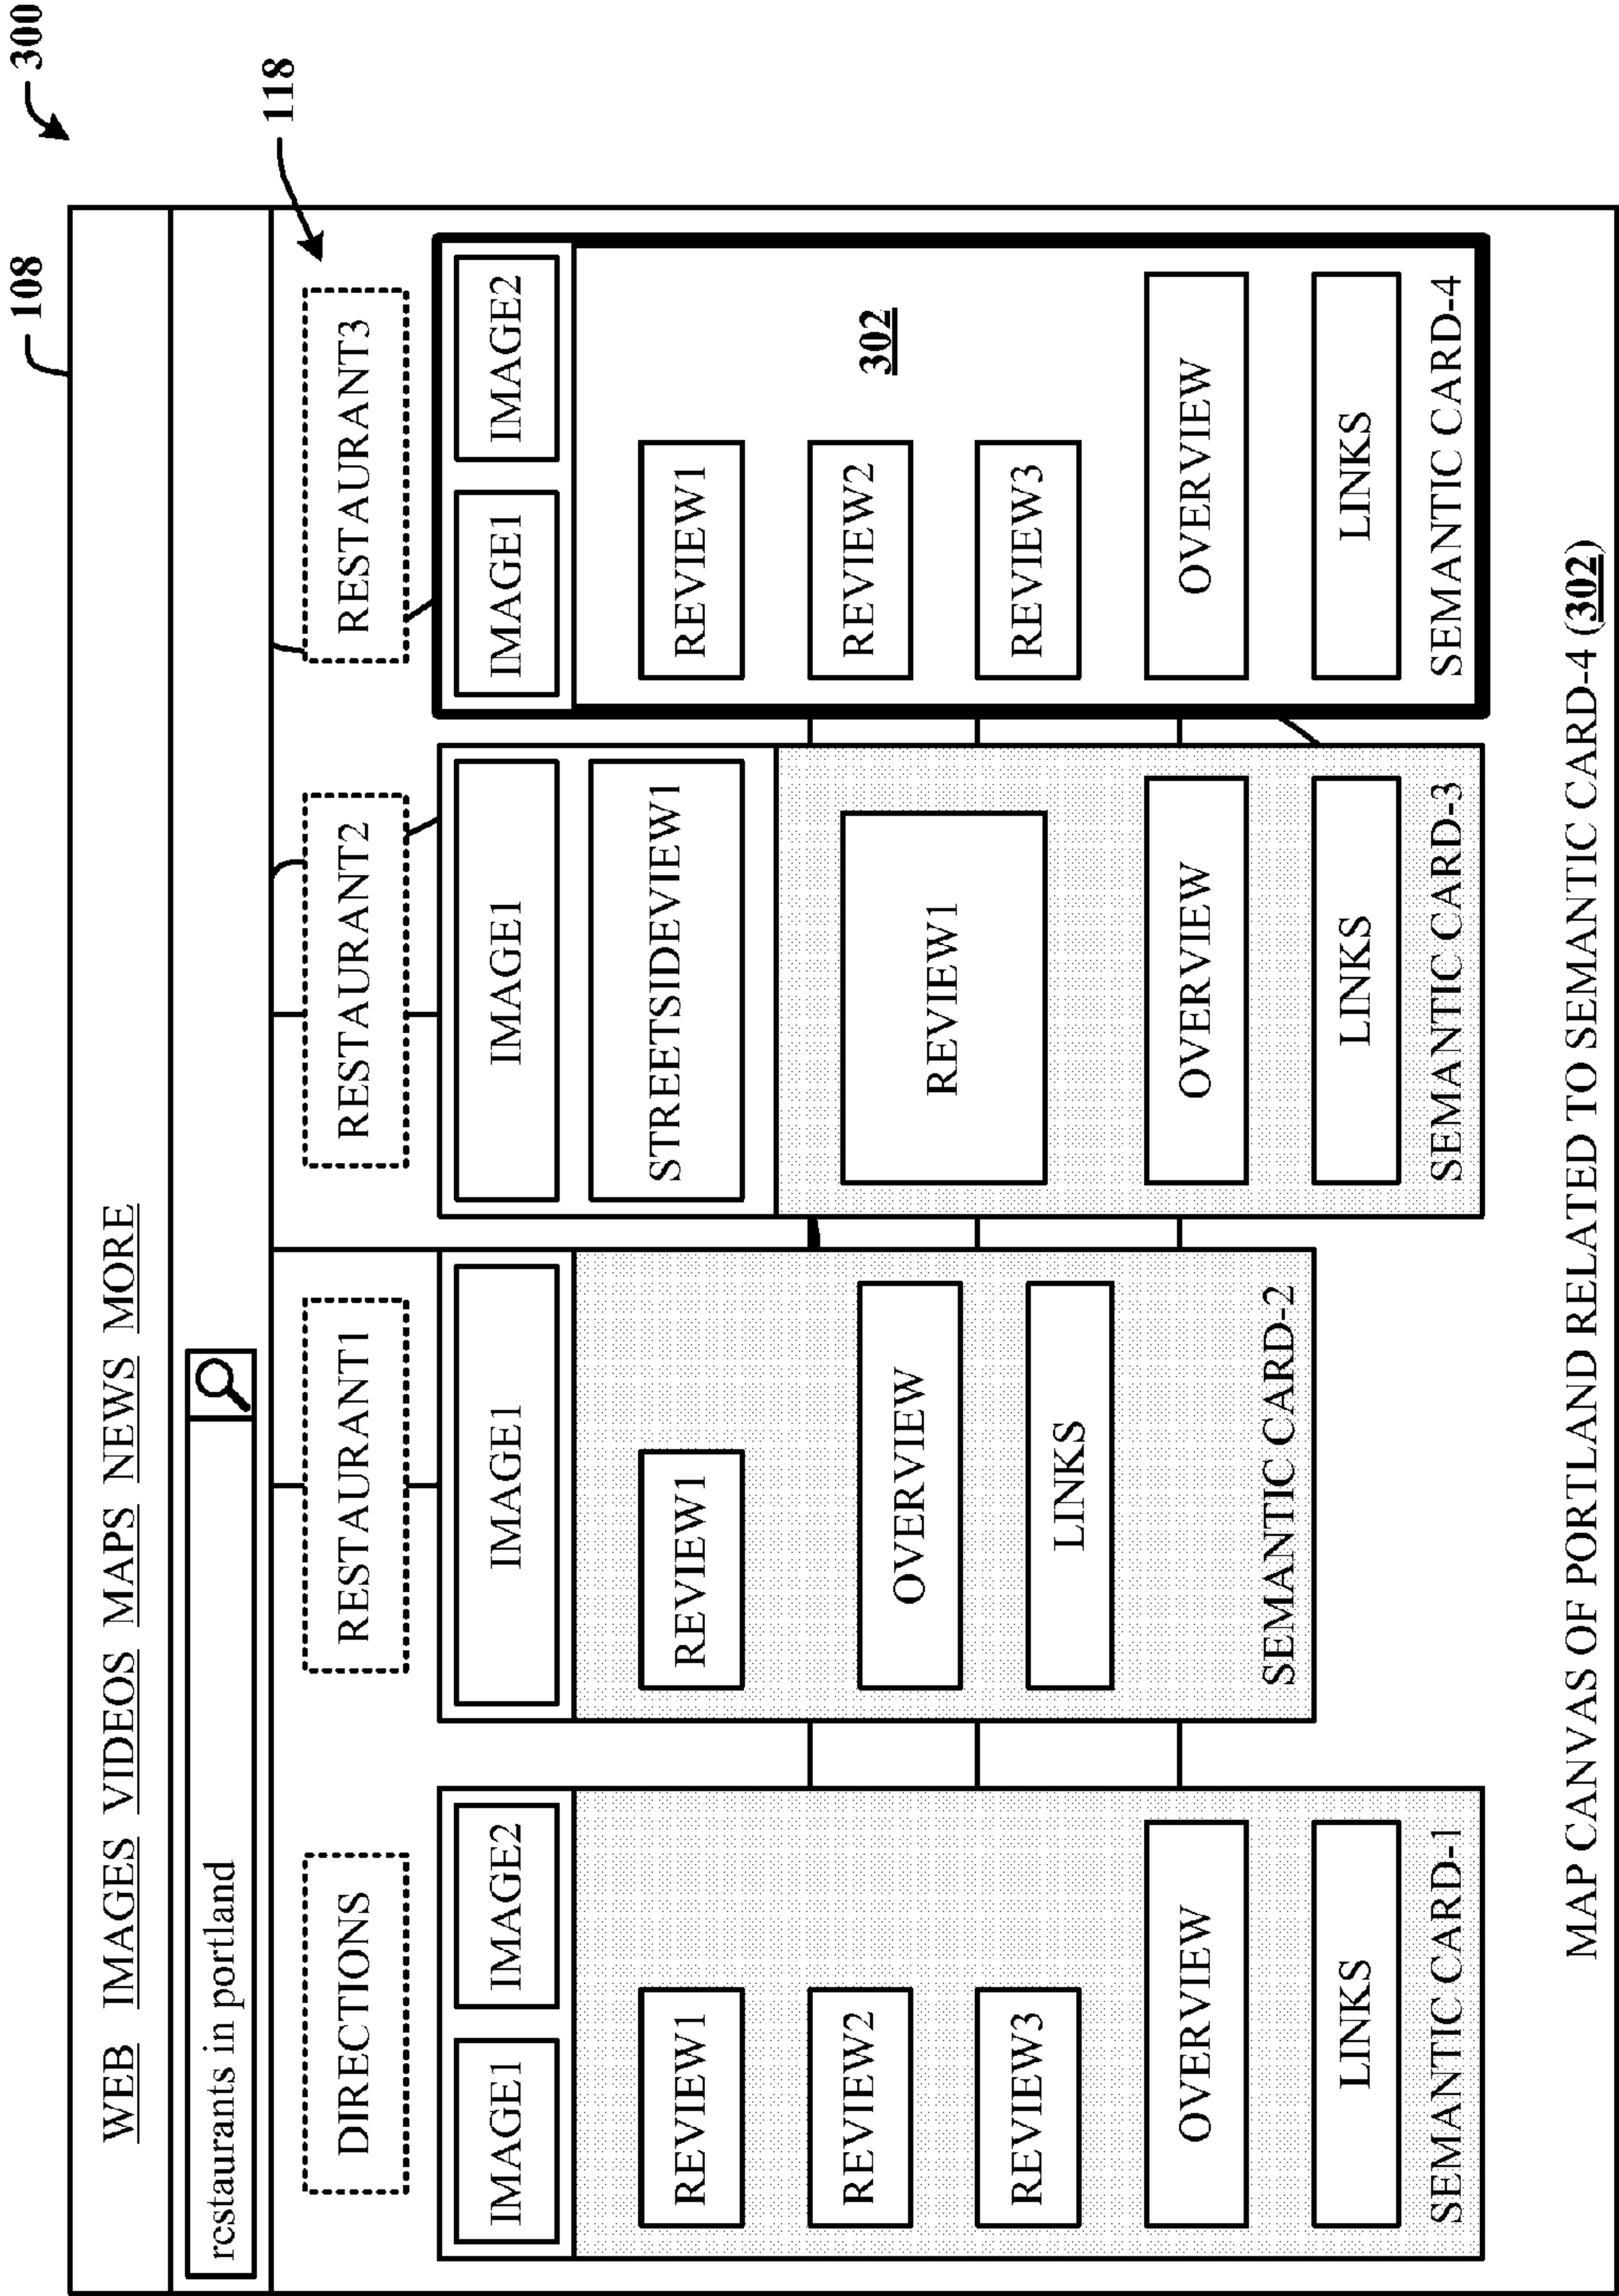 300
108
118
WEB IMAGES VIDEOS MAPS NEWS MORE
restaurants in portland
DIRECTIONS
RESTAURANT1
RESTAURANT2
RESTAURANT3
IMAGE1
IMAGE2
REVIEW1
REVIEW2
REVIEW3
OVERVIEW
LINKS
SEMANTIC CARD-1
IMAGE1
REVIEW1
OVERVIEW
LINKS
SEMANTIC CARD-2
IMAGE1
STREETSIDEVIEW1
REVIEW1
OVERVIEW
LINKS
SEMANTIC CARD-3
IMAGE1
IMAGE2
302
REVIEW1
REVIEW2
REVIEW3
OVERVIEW
LINKS
SEMANTIC CARD-4
MAP CANVAS OF PORTLAND RELATED TO SEMANTIC CARD-4 (302)